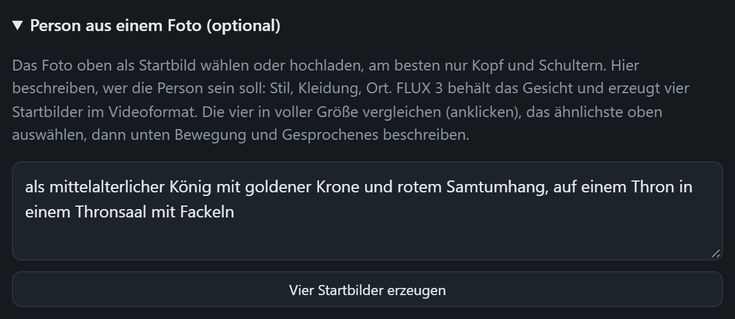 ▼ Person aus einem Foto (optional)
Das Foto oben als Startbild wählen oder hochladen, am besten nur Kopf und Schultern. Hier
beschreiben, wer die Person sein soll: Stil, Kleidung, Ort. FLUX 3 behält das Gesicht und erzeugt vier
Startbilder im Videoformat. Die vier in voller Größe vergleichen (anklicken), das ähnlichste oben
auswählen, dann unten Bewegung und Gesprochenes beschreiben.
als mittelalterlicher König mit goldener Krone und rotem Samtumhang, auf einem Thron in
einem Thronsaal mit Fackeln
Vier Startbilder erzeugen